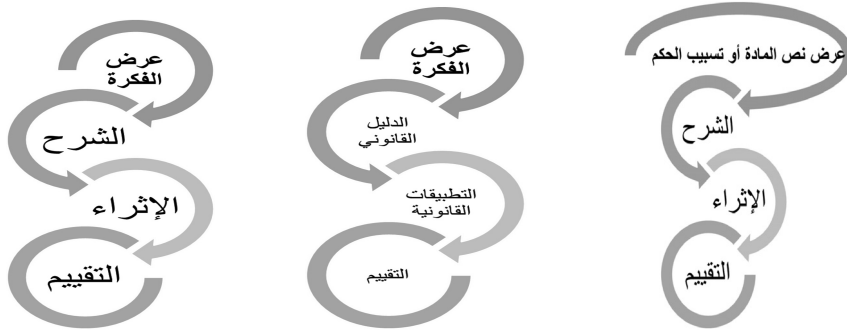 عرض نص المادة أو تسبيب الحكم
الشرح
الإثراء
التقييم
عرض
الفكرة
الدليل
القانوني
التطبيقات
القانونية
التقييم
عرض
الفكرة
الشرح
الإثراء
التقييم